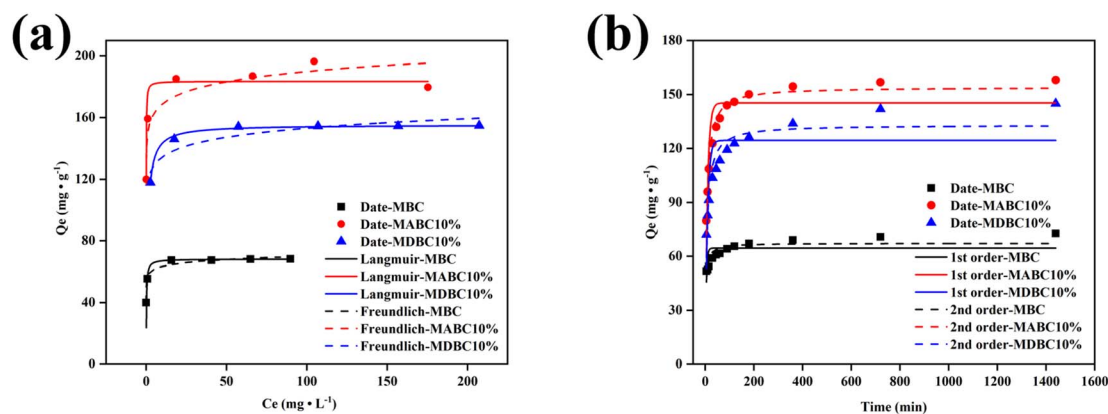 (a)
200
160
120
80
40
0
Qe (mg • g⁻¹)
Date-MBC
Date-MABC10%
Date-MDBC10%
Langmuir-MBC
Langmuir-MABC10%
Langmuir-MDBC10%
Freundlich-MBC
Freundlich-MABC10%
Freundlich-MDBC10%
0 50 100 150 200
Ce (mg • L⁻¹)
(b)
180
150
120
90
60
30
0
Qe (mg • g⁻¹)
Date-MBC
Date-MABC10%
Date-MDBC10%
1st order-MBC
1st order-MABC10%
1st order-MDBC10%
2nd order-MBC
2nd order-MABC10%
2nd order-MDBC10%
0 200 400 600 800 1000 1200 1400
Time (min)